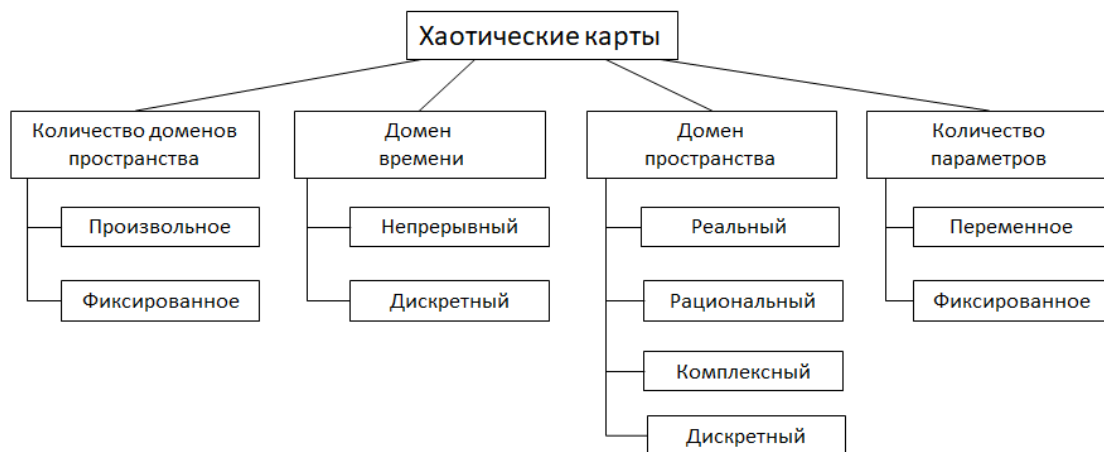 Хаотические карты
Количество доменов
пространства
Произвольное
Фиксированное
Домен
времени
Непрерывный
Дискретный
Домен
пространства
Реальный
Рациональный
Комплексный
Дискретный
Количество
параметров
Переменное
Фиксированное